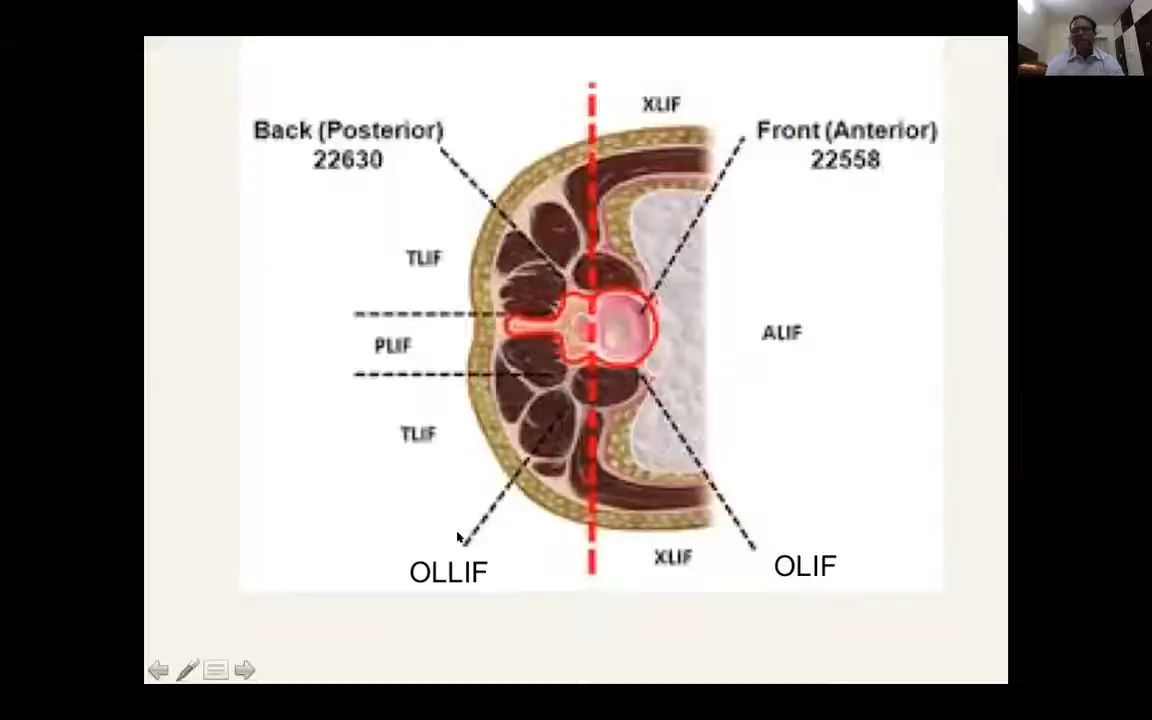 XLIF
Back (Posterior)
22630
Front (Anterior)
22558
TLIF
PLIF
ALIF
TLIF
XLIF
OLLIF
OLIF